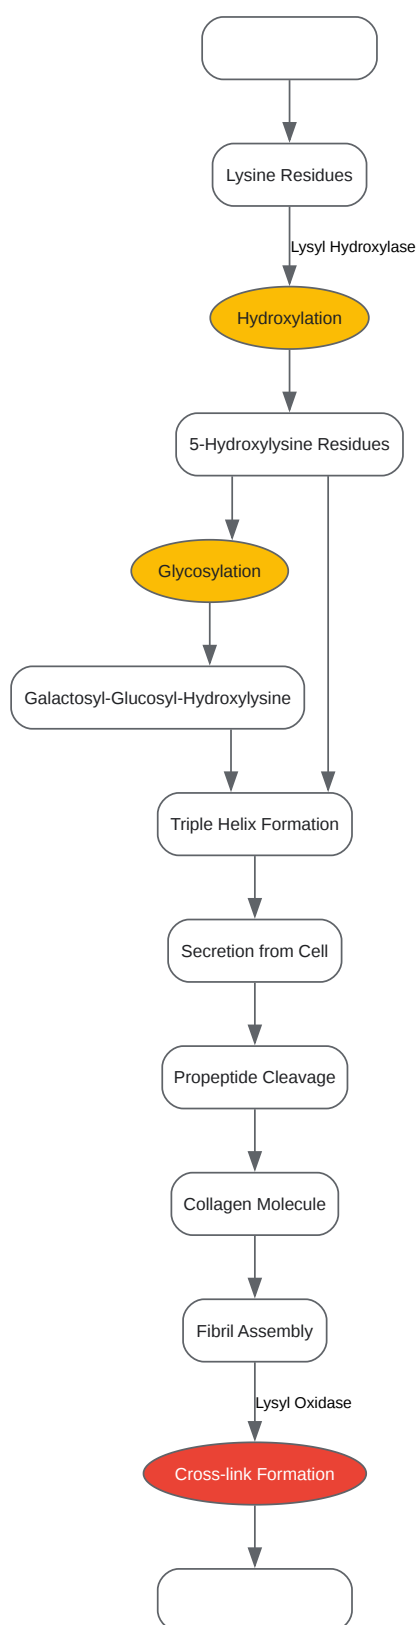 Lysine Residues
Lysyl Hydroxylase
Hydroxylation
5-Hydroxylysine Residues
Glycosylation
Galactosyl-Glucosyl-Hydroxylysine
Triple Helix Formation
Secretion from Cell
Propeptide Cleavage
Collagen Molecule
Fibril Assembly
Lysyl Oxidase
Cross-link Formation